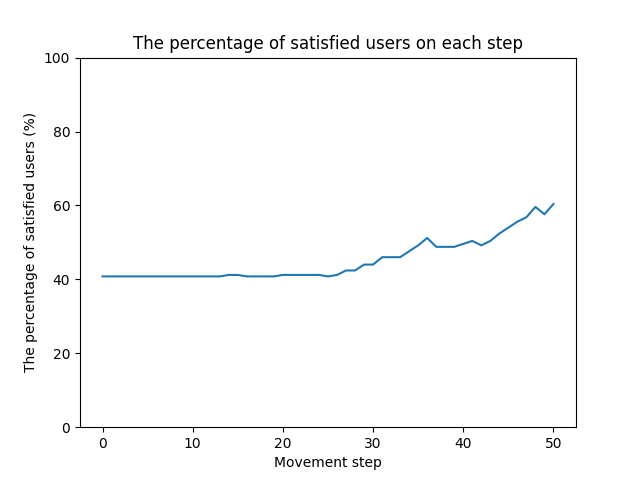 The percentage of satisfied users on each step
The percentage of satisfied users (%)
100
80
60
40
20
0
0 10 20 30 40 50
Movement step